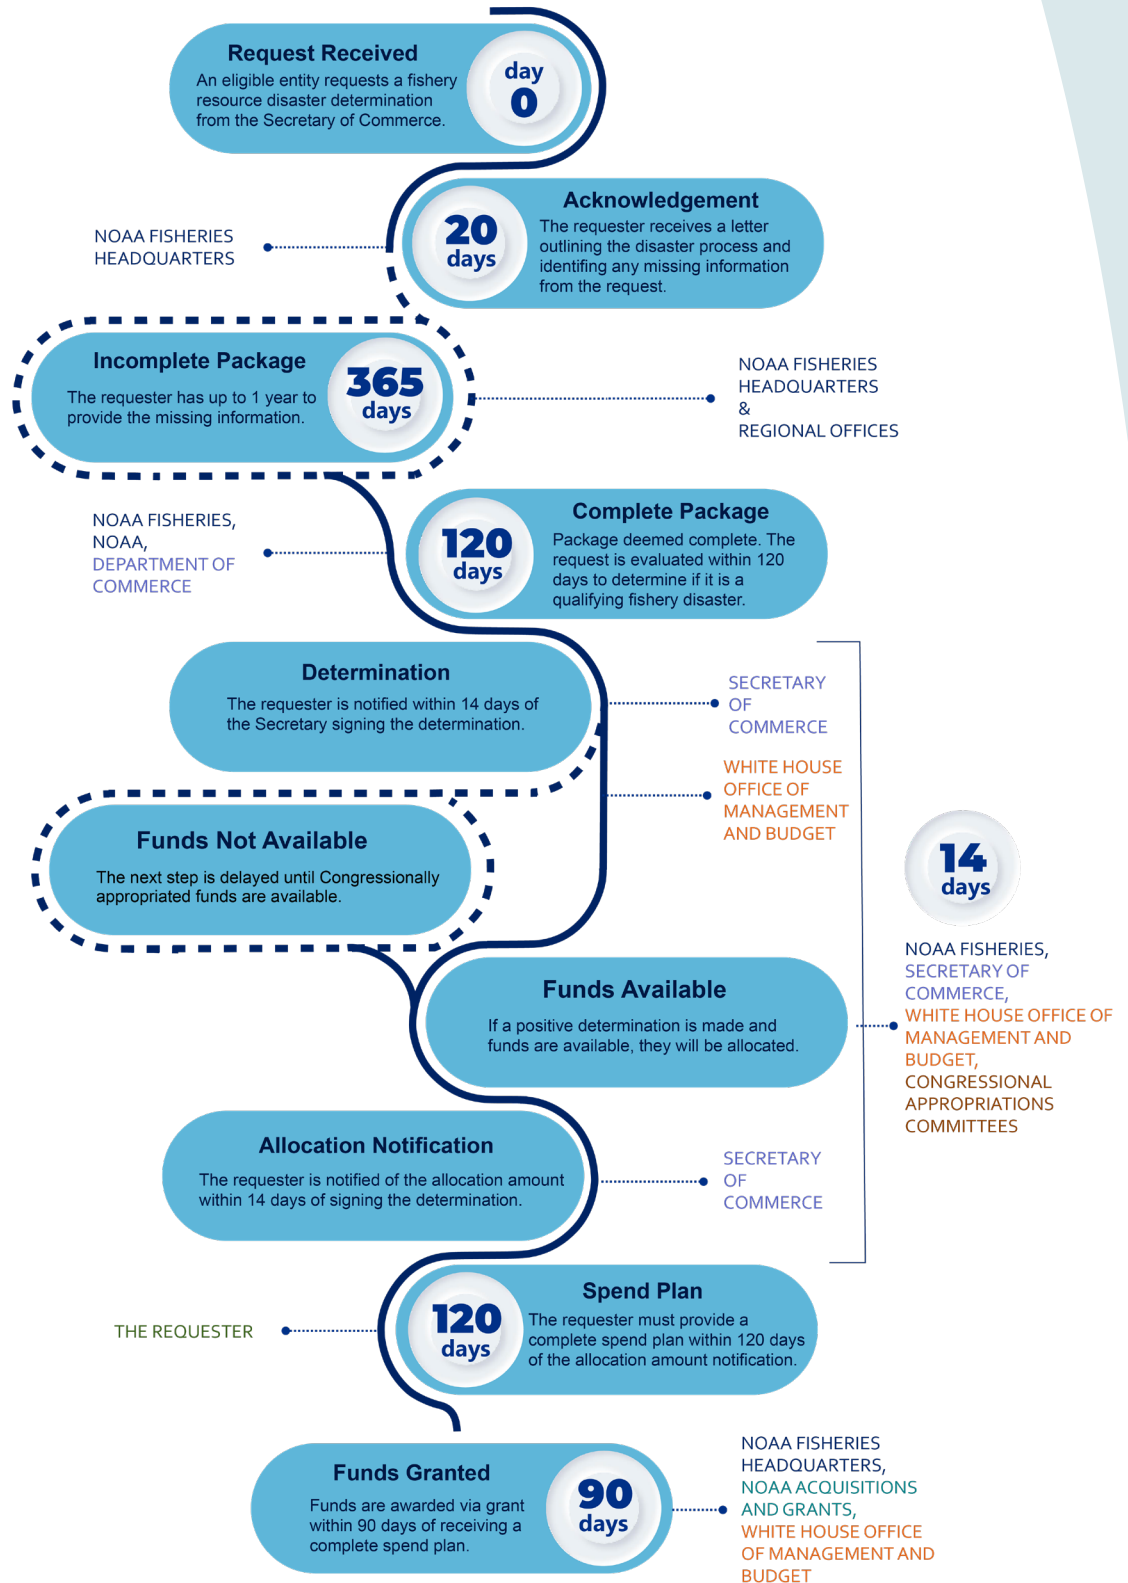 Request Received
An eligible entity requests a fishery
resource disaster determination
from the Secretary of Commerce.
day
0
Acknowledgement
The requester receives a letter
outlining the disaster process and
identifing any missing information
from the request.
20
days
NOAA FISHERIES
HEADQUARTERS
Incomplete Package
The requester has up to 1 year to
provide the missing information.
365
days
NOAA FISHERIES
HEADQUARTERS
&
REGIONAL OFFICES
Complete Package
Package deemed complete. The
request is evaluated within 120
days to determine if it is a
qualifying fishery disaster.
120
days
NOAA FISHERIES,
NOAA,
DEPARTMENT OF
COMMERCE
Determination
The requester is notified within 14 days of
the Secretary signing the determination.
SECRETARY
OF
COMMERCE
WHITE HOUSE
OFFICE OF
MANAGEMENT
AND BUDGET
Funds Not Available
The next step is delayed until Congressionally
appropriated funds are available.
14
days
NOAA FISHERIES,
SECRETARY OF
COMMERCE,
WHITE HOUSE OFFICE OF
MANAGEMENT AND
BUDGET,
CONGRESSIONAL
APPROPRIATIONS
COMMITTEES
Funds Available
If a positive determination is made and
funds are available, they will be allocated.
Allocation Notification
The requester is notified of the allocation amount
within 14 days of signing the determination.
SECRETARY
OF
COMMERCE
Spend Plan
The requester must provide a
complete spend plan within 120 days
of the allocation amount notification.
120
days
THE REQUESTER
Funds Granted
Funds are awarded via grant
within 90 days of receiving a
complete spend plan.
90
days
NOAA FISHERIES
HEADQUARTERS,
NOAA ACQUISITIONS
AND GRANTS,
WHITE HOUSE OFFICE
OF MANAGEMENT AND
BUDGET